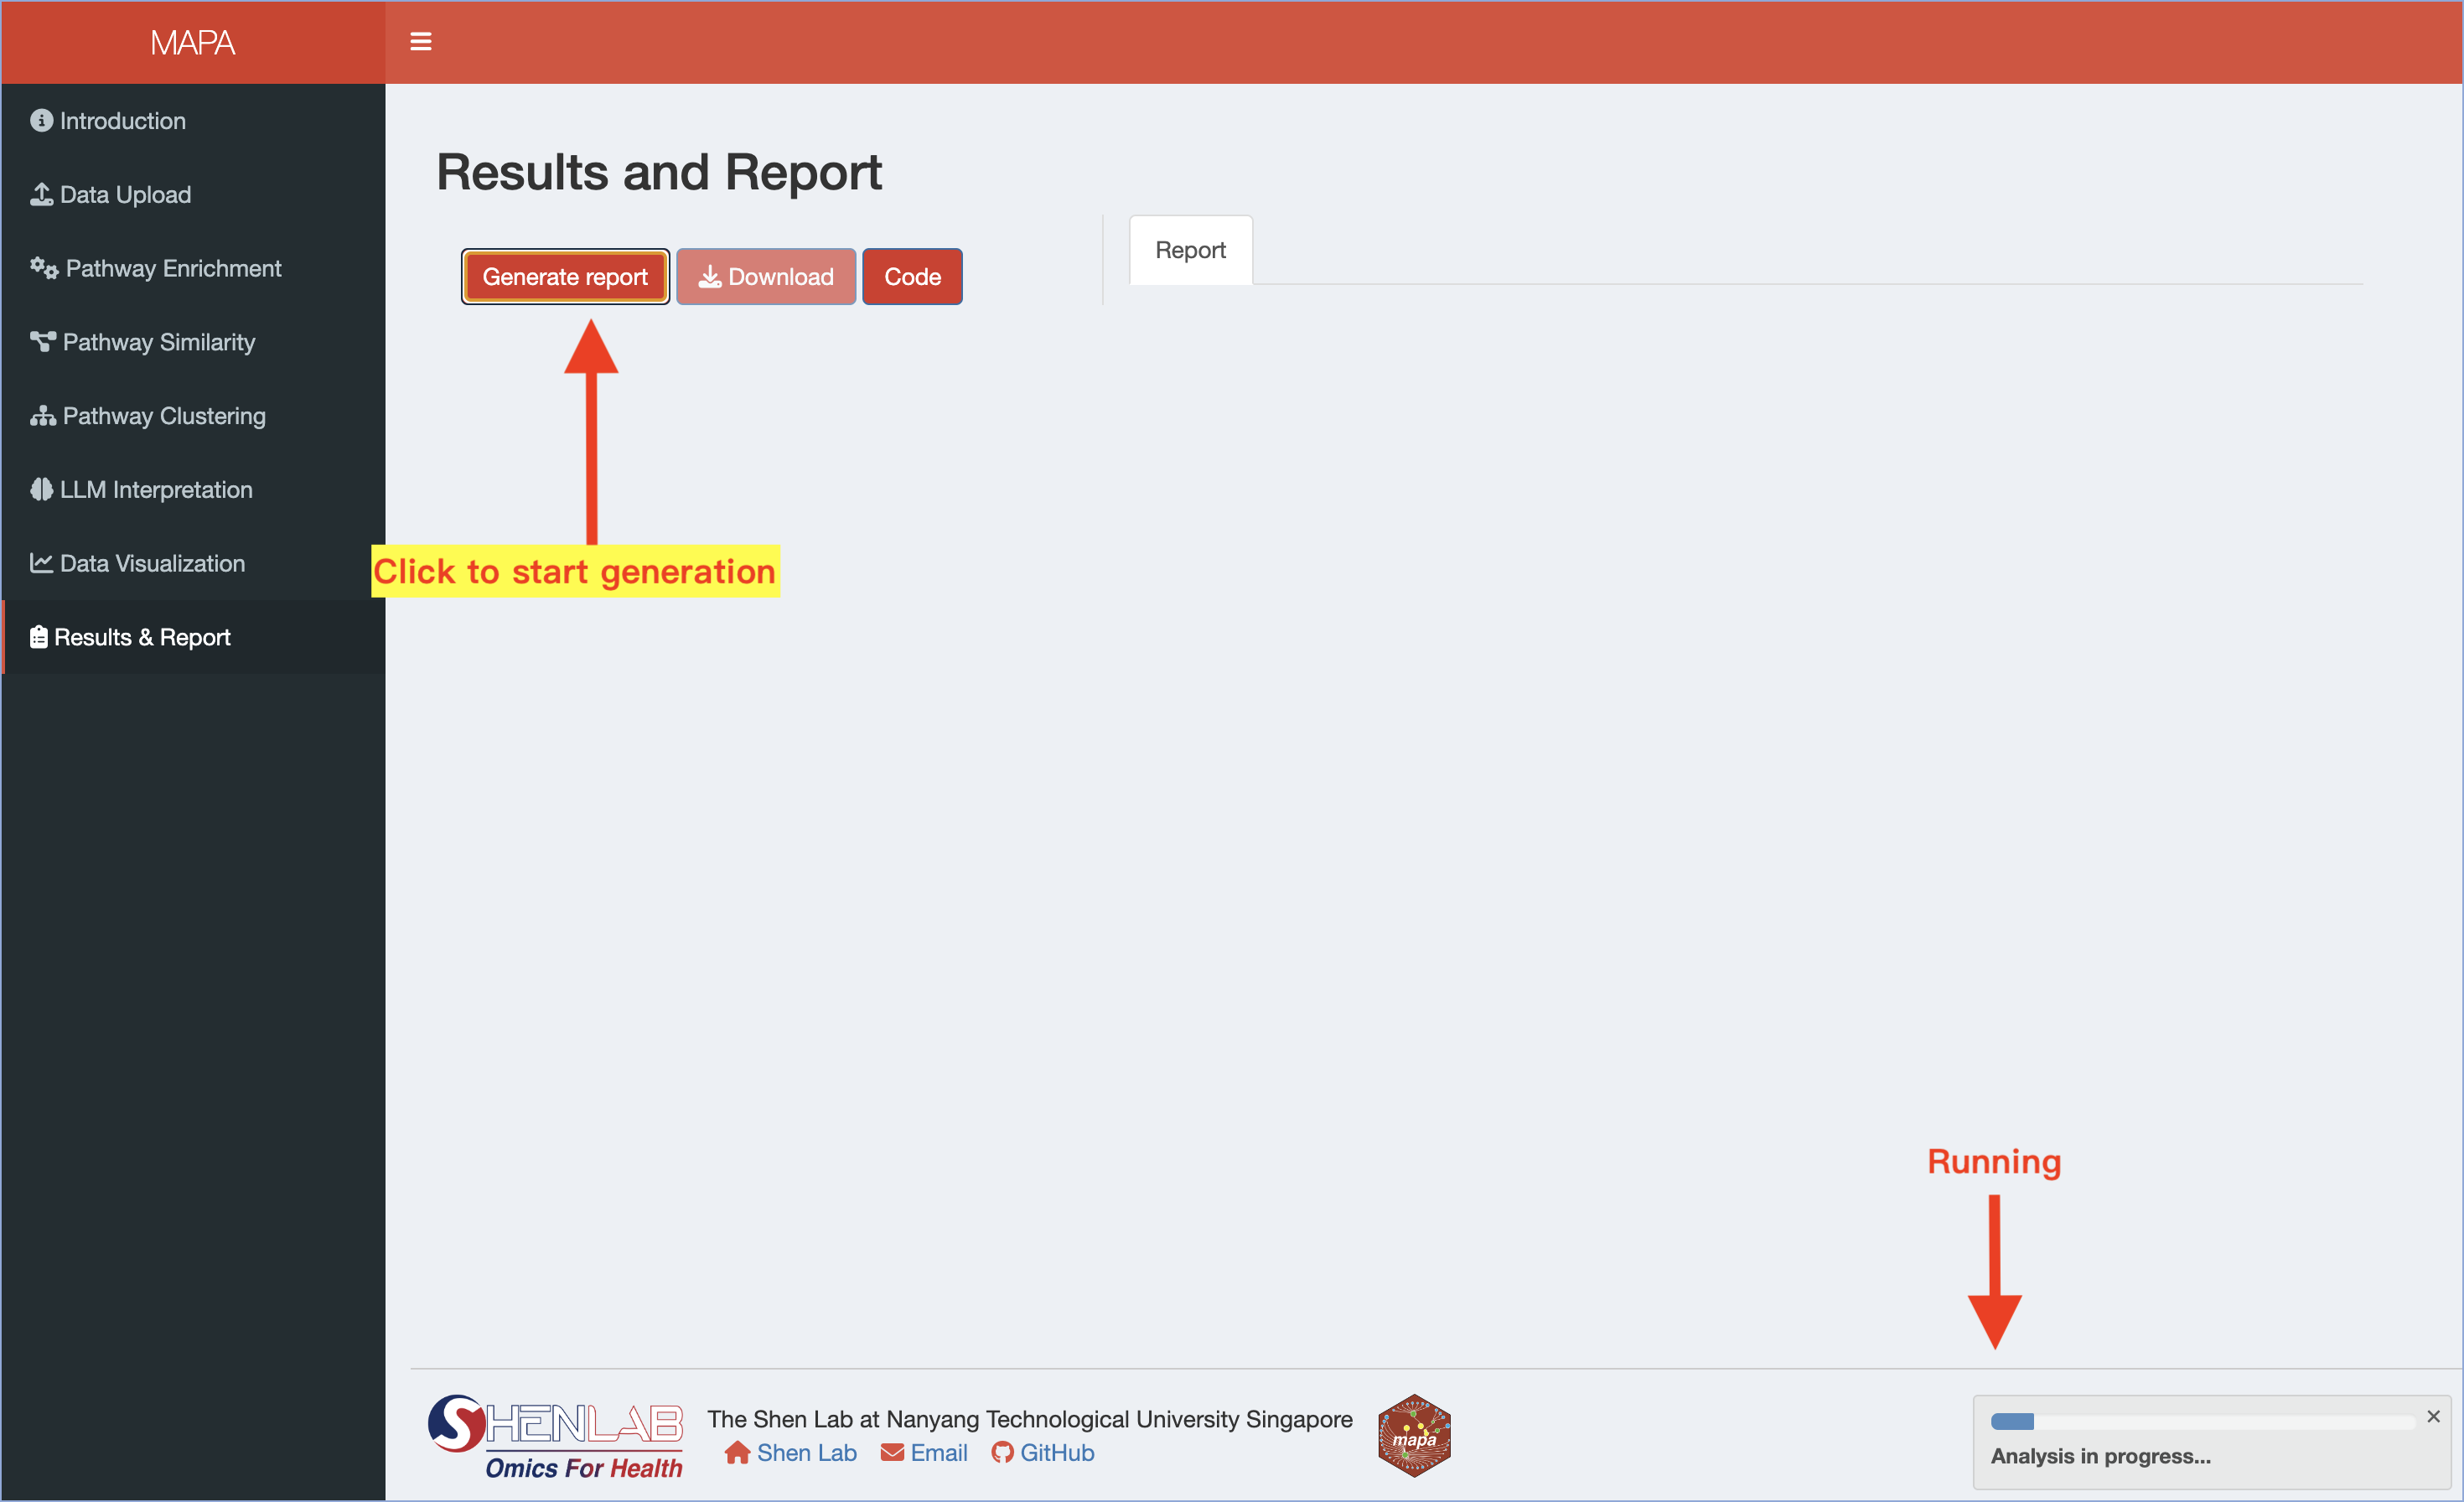 MAPA
Introduction
Data Upload
Pathway Enrichment
Pathway Similarity
Pathway Clustering
LLM Interpretation
Data Visualization
Results & Report
Results and Report
Generate report
Download
Code
Report
Click to start generation
Running
SHENLAB
Omics For Health
The Shen Lab at Nanyang Technological University Singapore
Shen Lab Email GitHub
mapa
Analysis in progress...